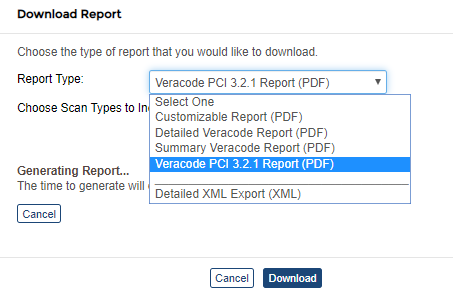 Download Report
Choose the type of report that you would like to download.
Report Type:
Veracode PCI 3.2.1 Report (PDF)
Select One
Choose Scan Types to
Customizable Report (PDF)
Detailed Veracode Report (PDF)
Summary Veracode Report (PDF)
Veracode PCI 3.2.1 Report (PDF)
Generating Report...
The time to generate will
Detailed XML Export (XML)
Cancel
Cancel
Download